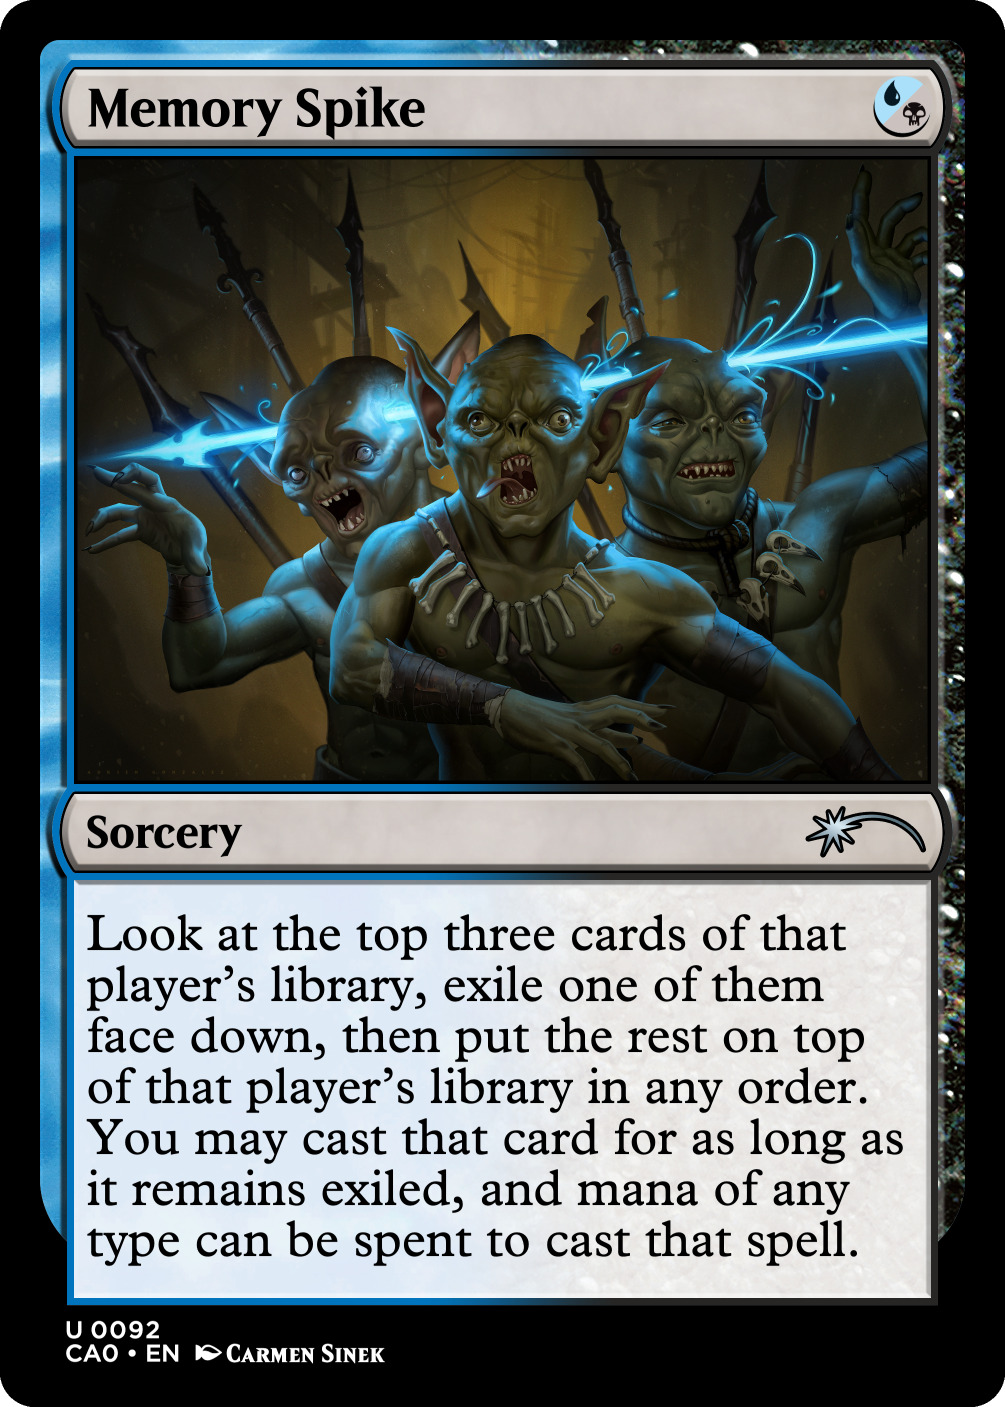 Memory Spike
Sorcery
Look at the top three cards of that
player's library, exile one of them
face down, then put the rest on top
of that player's library in any order.
You may cast that card for as long as
it remains exiled, and mana of any
type can be spent to cast that spell.
U 0092
CAO • EN Carmen Sinek